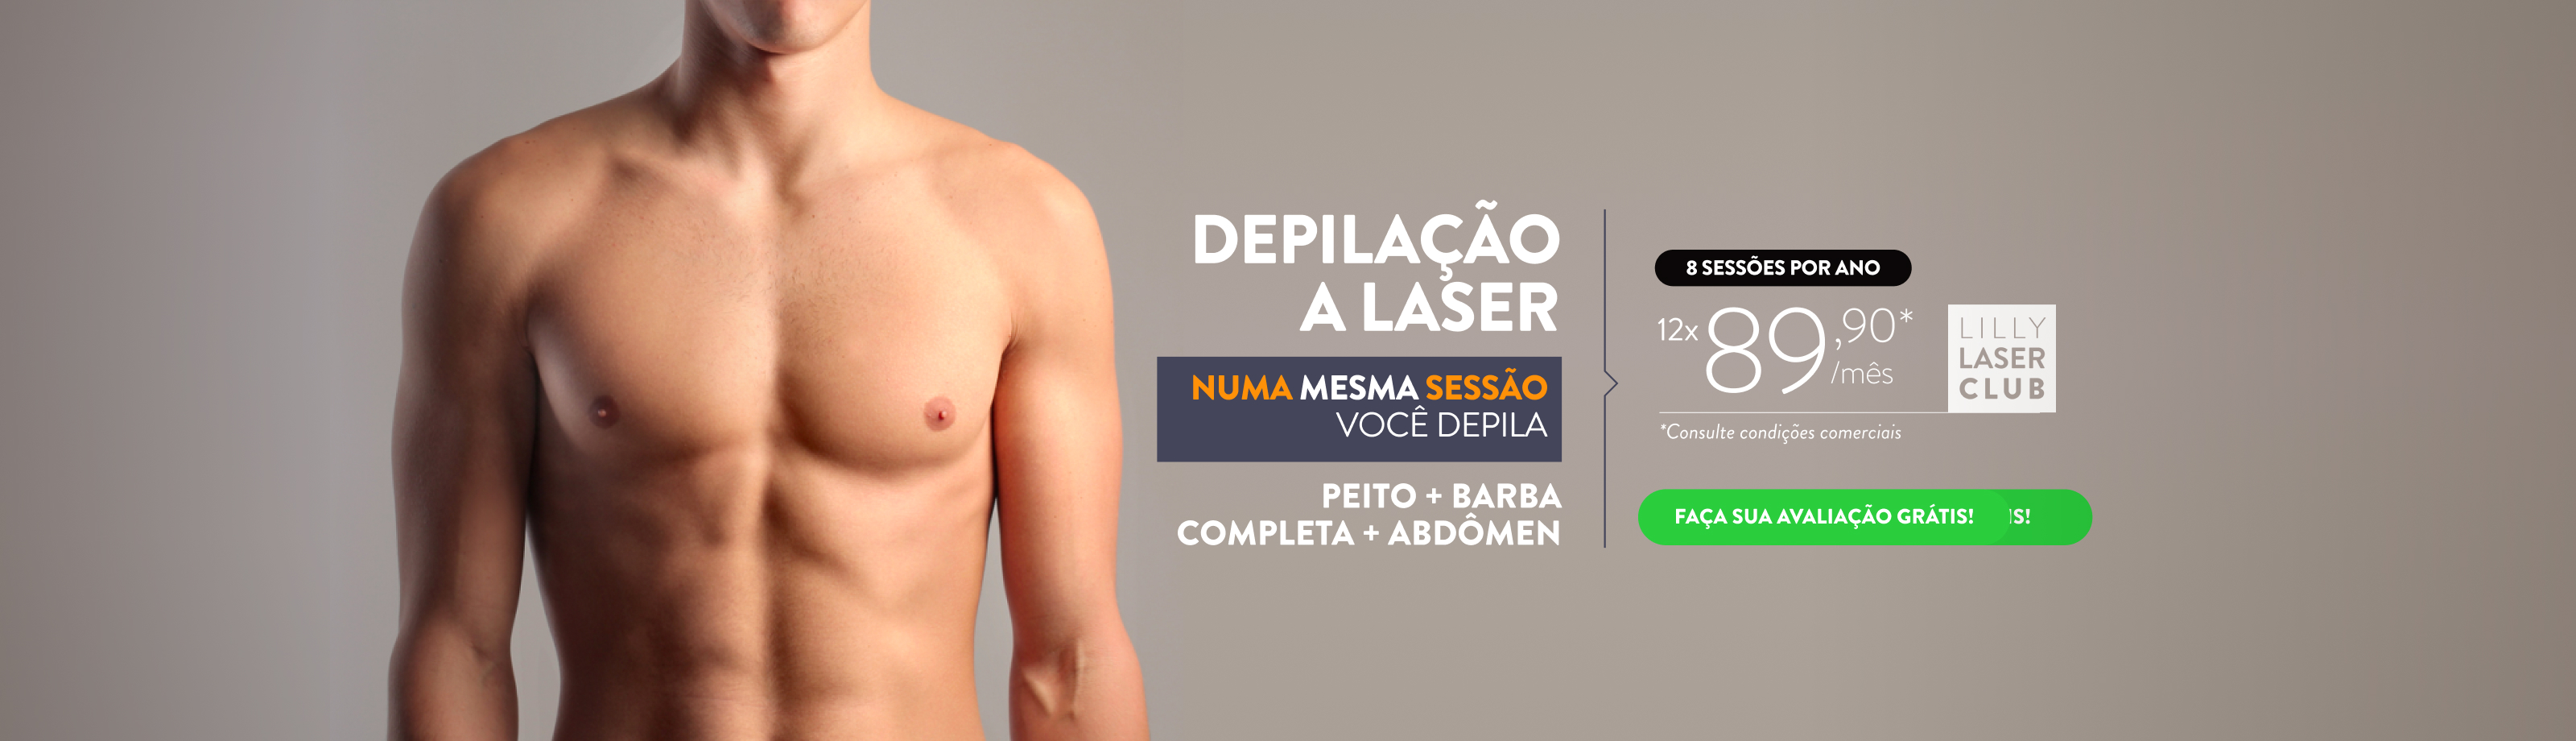 DEPILAÇÃO
A LASER
NUMA MESMA SESSÃO
VOCÊ DEPILA
PEITO + BARBA
COMPLETA + ABDÔMEN
8 SESSÕES POR ANO
12x 89,90*
/mês
LILLY
LASER
CLUB
*Consulte condições comerciais
FAÇA SUA AVALIAÇÃO GRÁTIS! IS!